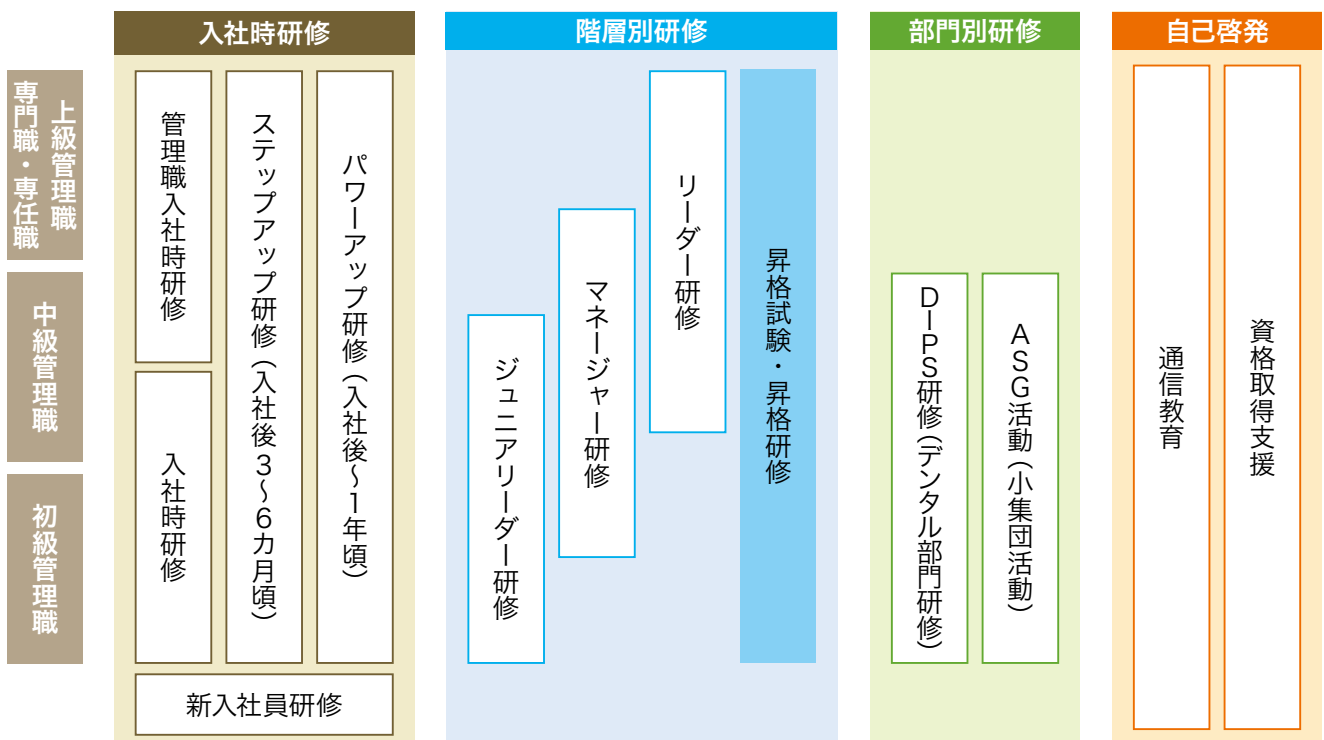 入社時研修
階層別研修
部門別研修
自己啓発
上級管理職
専門職・専任職
中級管理職
初級管理職
管理職入社時研修
入社時研修
ステップアップ研修（入社後3～6カ月頃）
パワーアップ研修（入社後～1年頃）
新入社員研修
ジュニアリーダー研修
マネージャー研修
リーダー研修
昇格試験・昇格研修
DIPS研修（デンタル部門研修）
ASG活動（小集団活動）
通信教育
資格取得支援